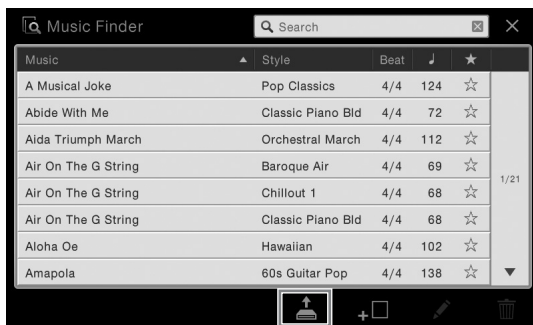 Music Finder Search
Music Style Beat ♩ ★
A Musical Joke Pop Classics 4/4 124 ☆
Abide With Me Classic Piano Bld 4/4 72 ☆
Aida Triumph March Orchestral March 4/4 112 ☆
Air On The G String Baroque Air 4/4 69 ☆
Air On The G String Chillout 1 4/4 68 ☆
Air On The G String Classic Piano Bld 4/4 68 ☆
Aloha Oe Hawaiian 4/4 102 ☆
Amapola 60s Guitar Pop 4/4 138 ☆
1/21